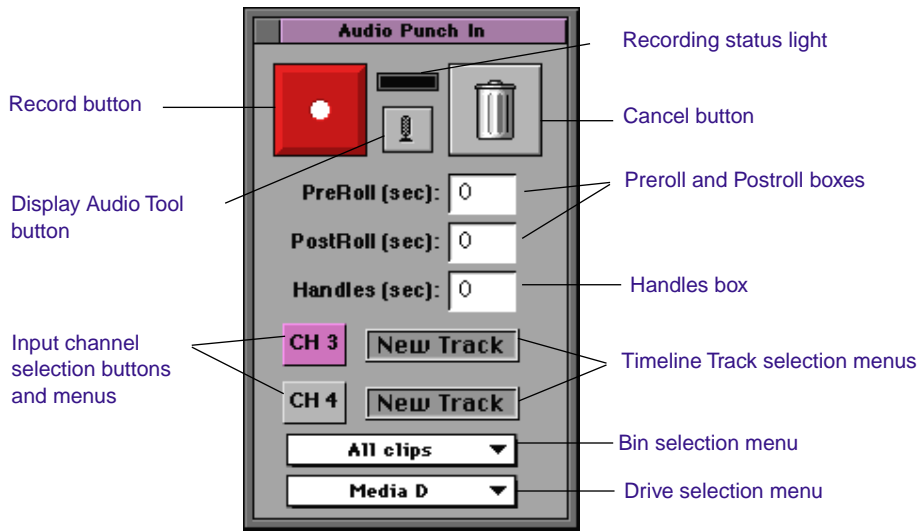 Audio Punch In
Recording status light
Record button
Cancel button
PreRoll (sec): 0
Preroll and Postroll boxes
Display Audio Tool
button
PostRoll (sec): 0
Handles (sec): 0
Handles box
Input channel
selection buttons
and menus
CH 3 New Track
Timeline Track selection menus
CH 4 New Track
All clips
Bin selection menu
Media D
Drive selection menu